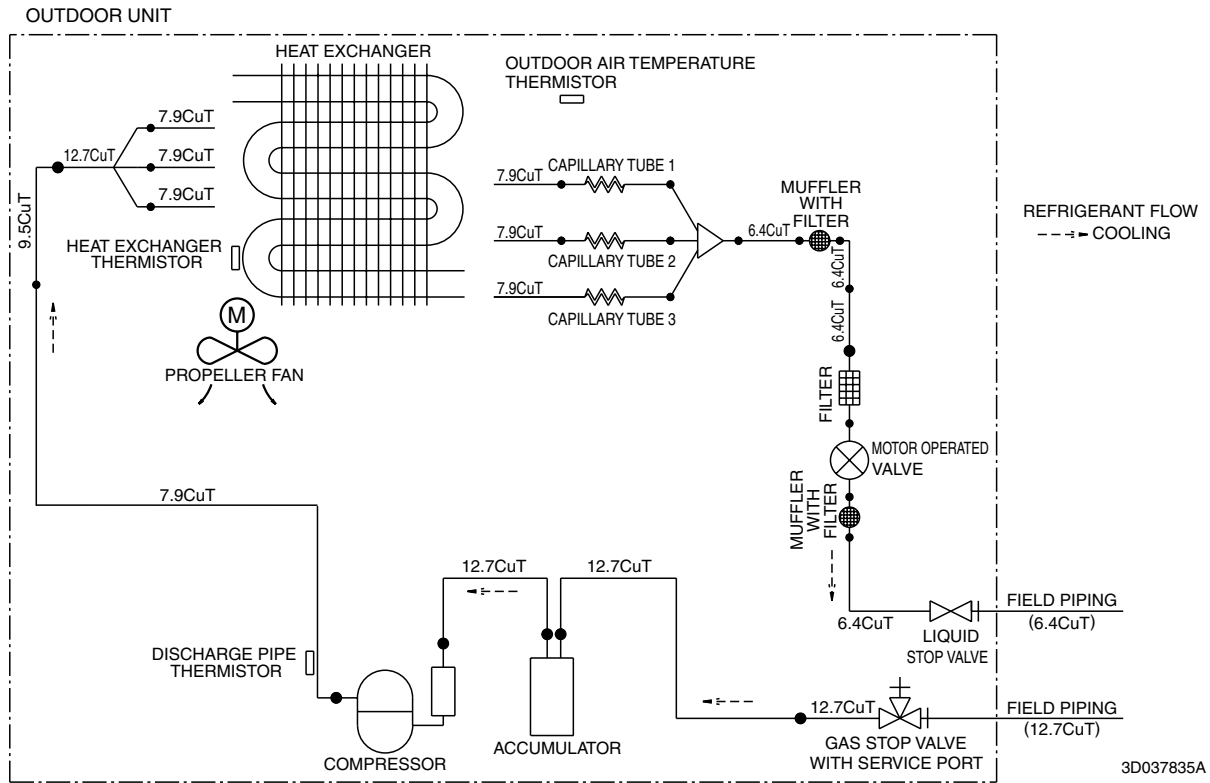 OUTDOOR UNIT
HEAT EXCHANGER
OUTDOOR AIR TEMPERATURE
THERMISTOR
7.9CuT
12.7CuT
7.9CuT
7.9CuT
9.5CuT
HEAT EXCHANGER
THERMISTOR
M
PROPELLER FAN
CAPILLARY TUBE 1
7.9CuT
CAPILLARY TUBE 2
7.9CuT
CAPILLARY TUBE 3
7.9CuT
6.4CuT
MUFFLER
WITH
FILTER
6.4CuT
6.4CuT
REFRIGERANT FLOW
COOLING
FILTER
MOTOR OPERATED
VALVE
MUFFLER
WITH
FILTER
7.9CuT
12.7CuT
12.7CuT
6.4CuT
LIQUID
STOP VALVE
FIELD PIPING
(6.4CuT)
DISCHARGE PIPE
THERMISTOR
COMPRESSOR
ACCUMULATOR
12.7CuT
GAS STOP VALVE
WITH SERVICE PORT
FIELD PIPING
(12.7CuT)
3D037835A